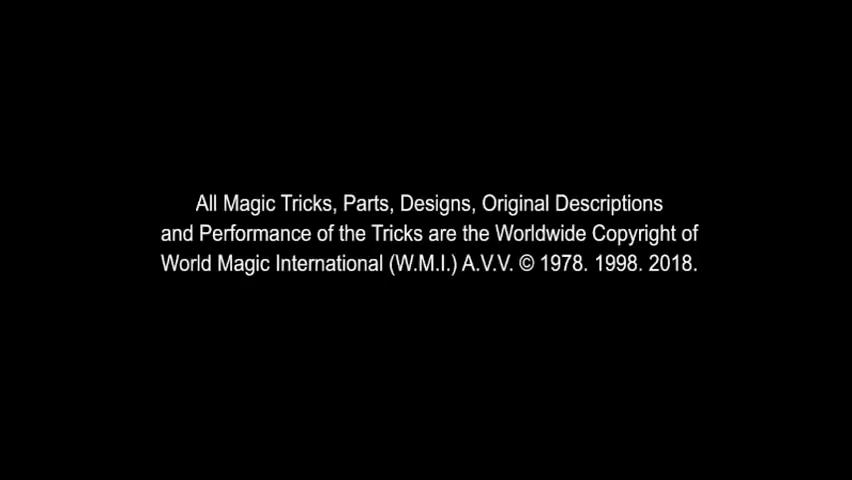 All Magic Tricks, Parts, Designs, Original Descriptions
and Performance of the Tricks are the Worldwide Copyright of
World Magic International (W.M.I.) A.V.V. © 1978. 1998. 2018.